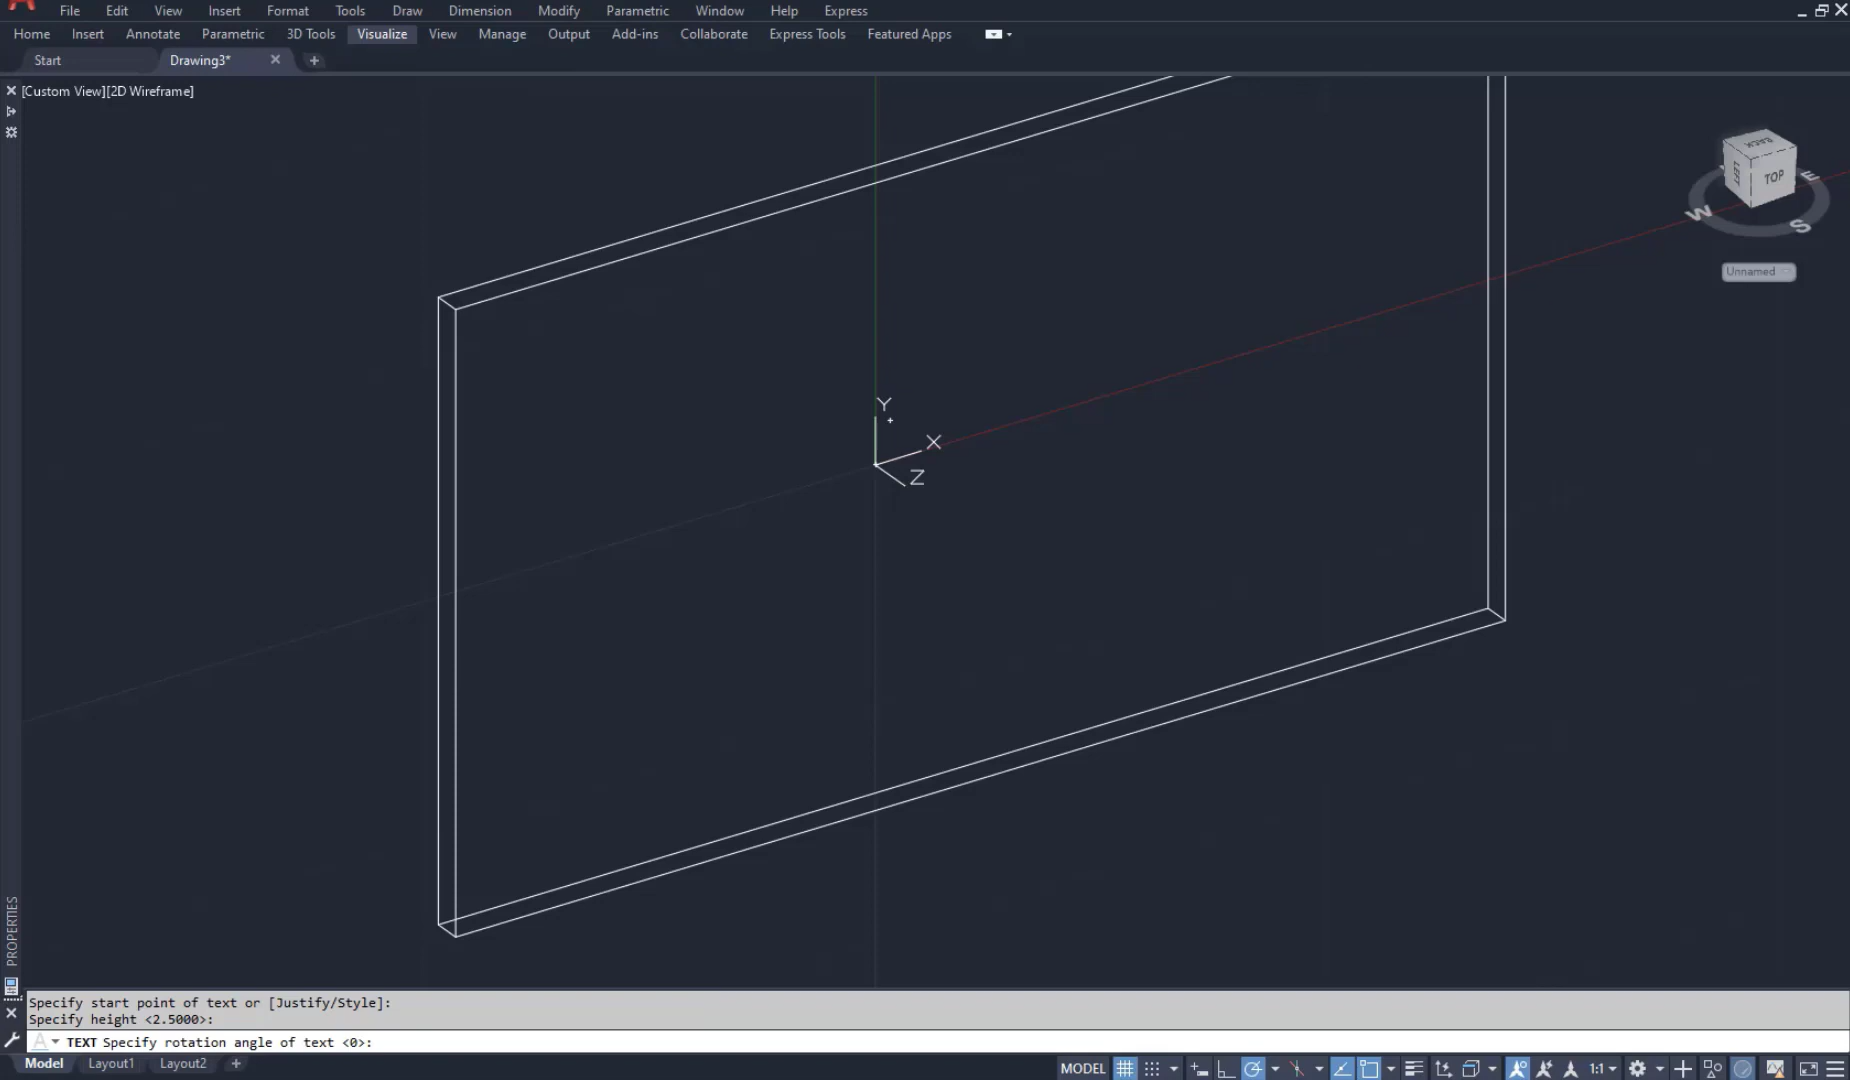 File Edit View Insert Format Tools Draw Dimension Modify Parametric Window Help Express
Home Insert Annotate Parametric 3D Tools Visualize View Manage Output Add-ins Collaborate Express Tools Featured Apps
Start Drawing3*
[Custom View][2D Wireframe]
BACK
LEFT
TOP
E
W
S
Unnamed
Y
X
Z
PROPERTIES
Specify start point of text or [Justify/Style]:
Specify height <2.5000>:
TEXT Specify rotation angle of text <0>:
Model Layout1 Layout2
MODEL 1:1